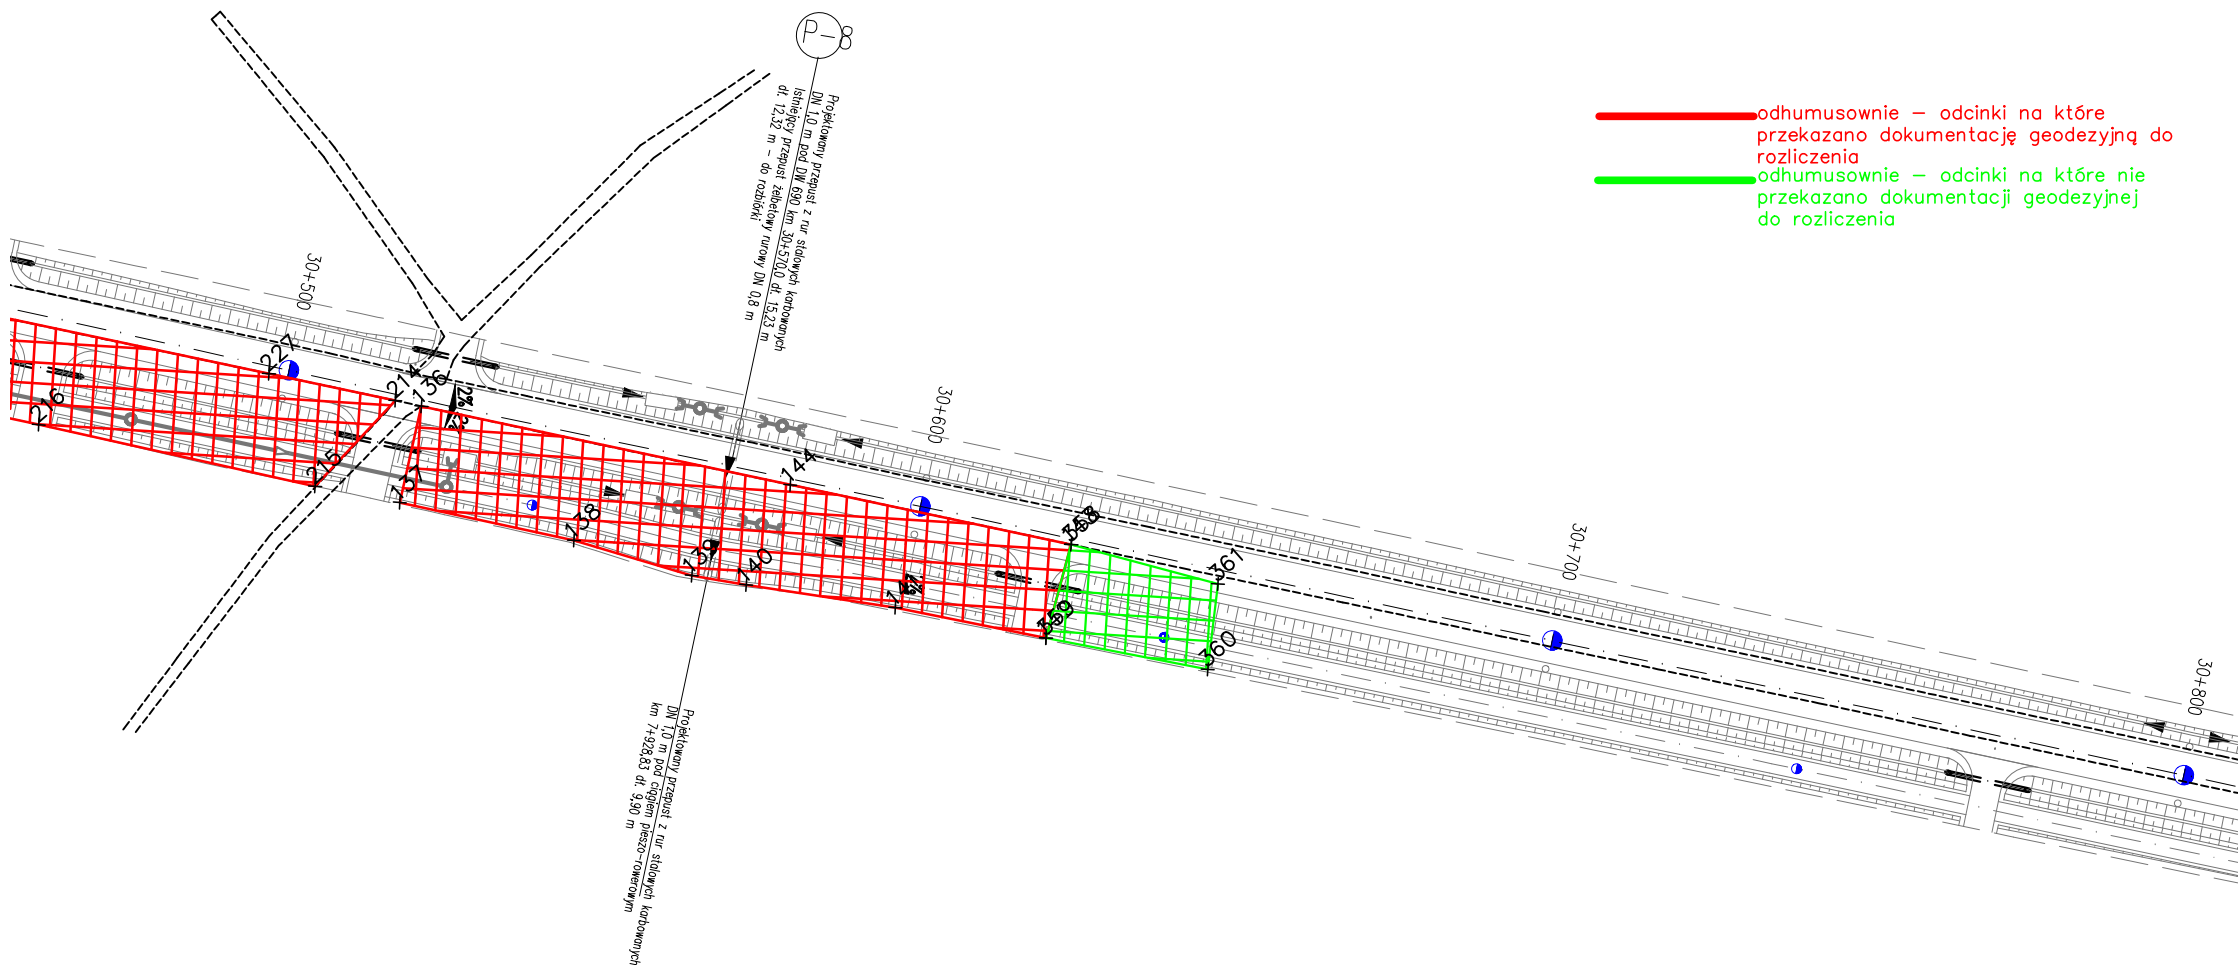 P-8
Projektowany przepust z rur stalowych karbowanych
DN 1,0 m pod DW 690 km 30+570,0 dł. 15,23 m
Istniejący przepust żelbetowy rurowy DN 0,8 m
dł. 12,32 m - do rozbiórki
odhumusownie — odcinki na które
przekazano dokumentację geodezyjną do
rozliczenia
odhumusownie — odcinki na które nie
przekazano dokumentacji geodezyjnej
do rozliczenia
30+500
30+600
30+700
30+800
227
214
136
2%
216
215
137
138
139
140
144
361
360
Projektowany przepust z rur stalowych karbowanych
DN 1,0 m pod ciągiem pieszo-rowerowym
km 7+928,83 dł. 9,90 m